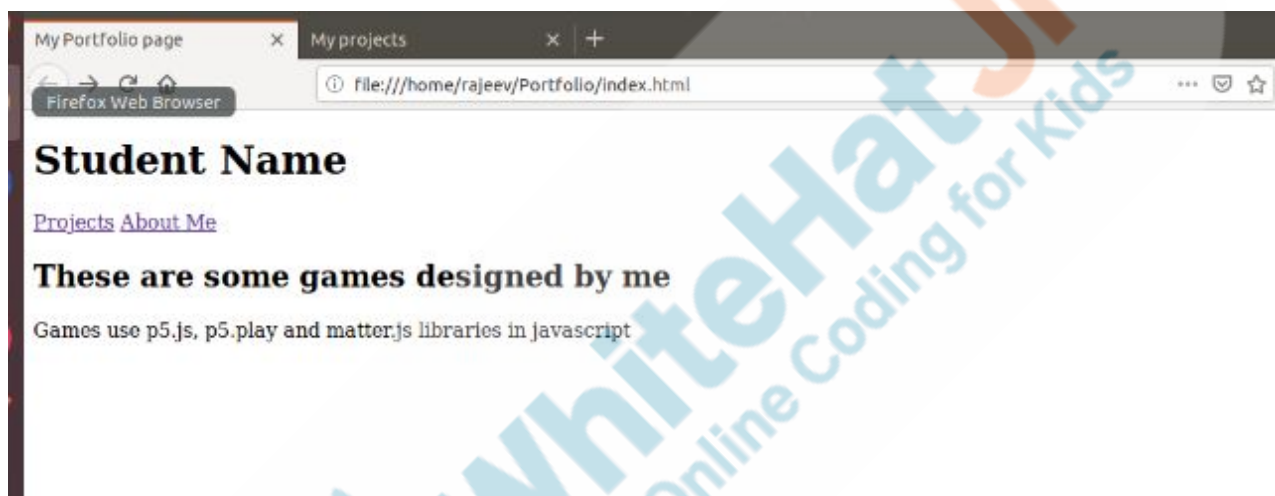 My Portfolio page × My projects × +
file:///home/rajeev/Portfolio/index.html
Firefox Web Browser
Student Name
Projects About Me
These are some games designed by me
Games use p5.js, p5.play and matter.js libraries in javascript
WhiteHat Jr
Online Coding for Kids